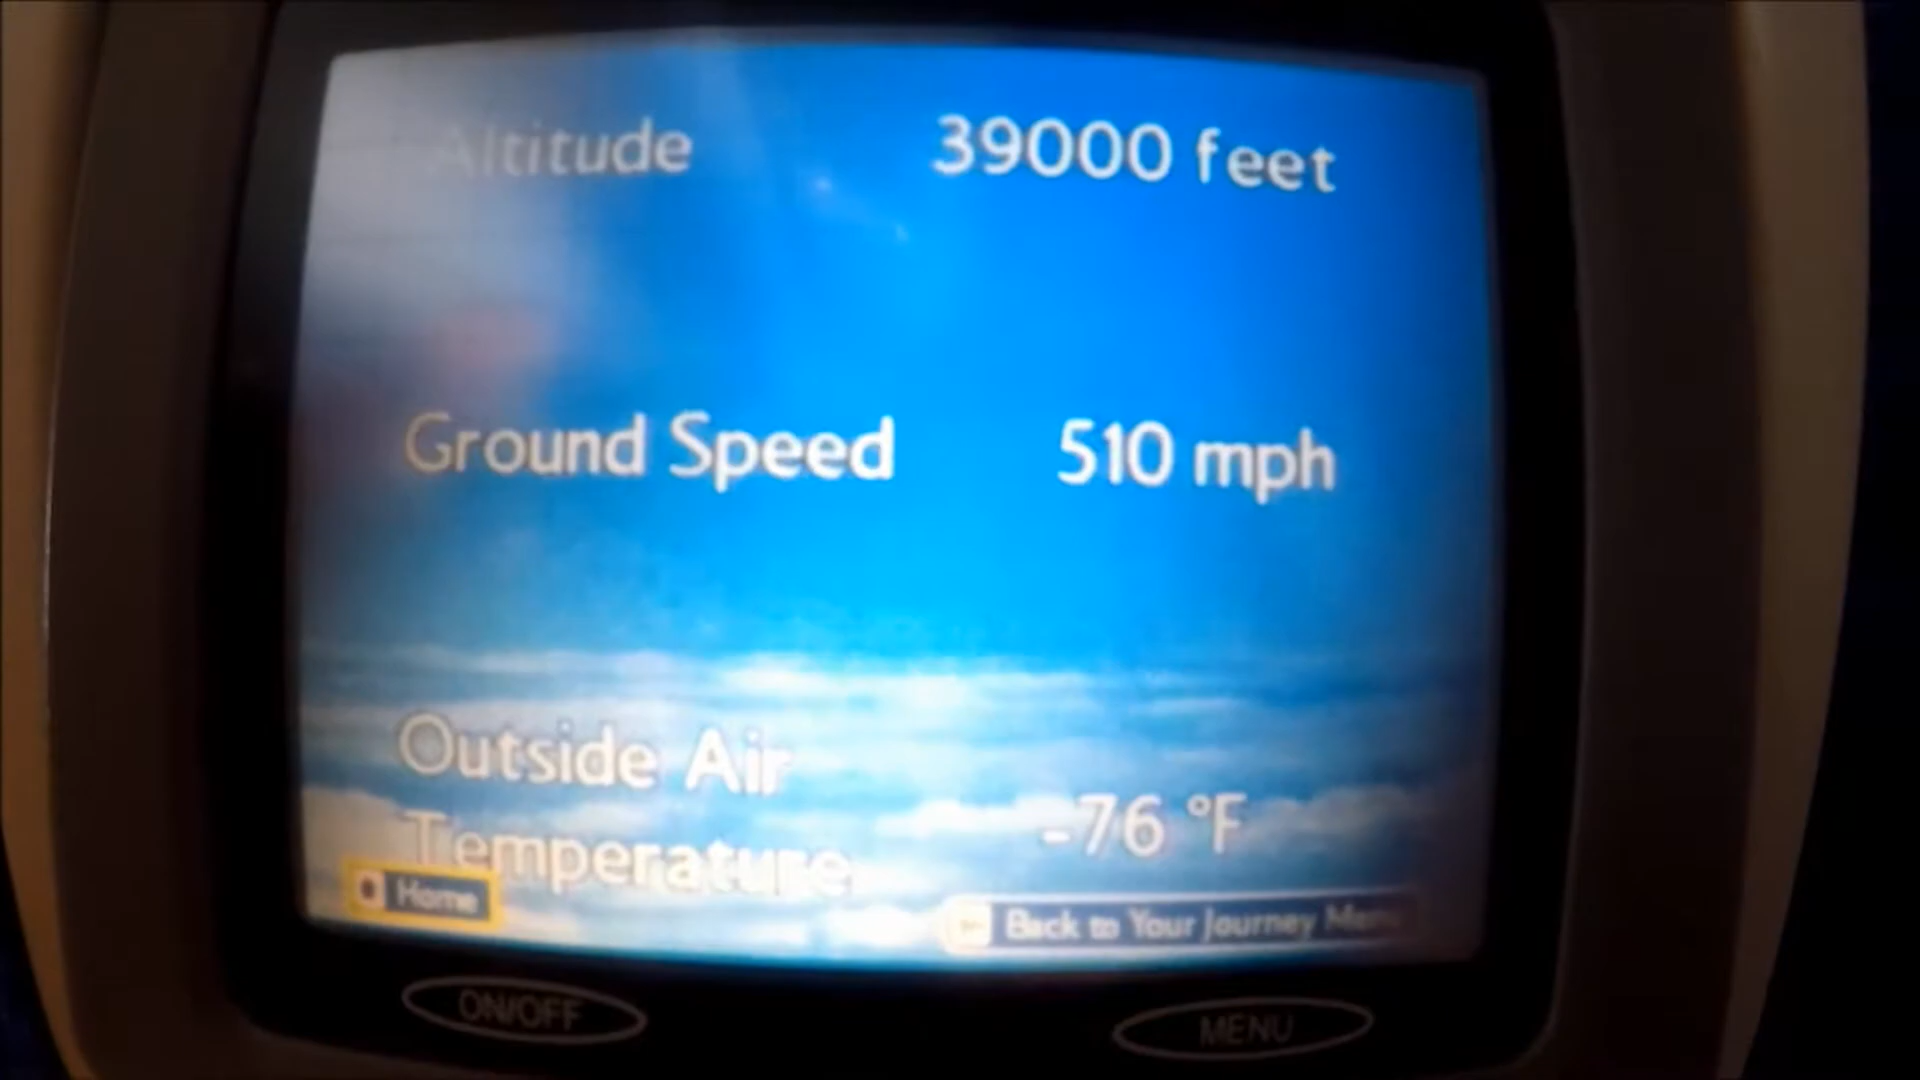 Altitude 39000 feet
Ground Speed 510 mph
Outside Air
Temperature -76 °F
Home
Back to Your Journey Menu
ON/OFF
MENU